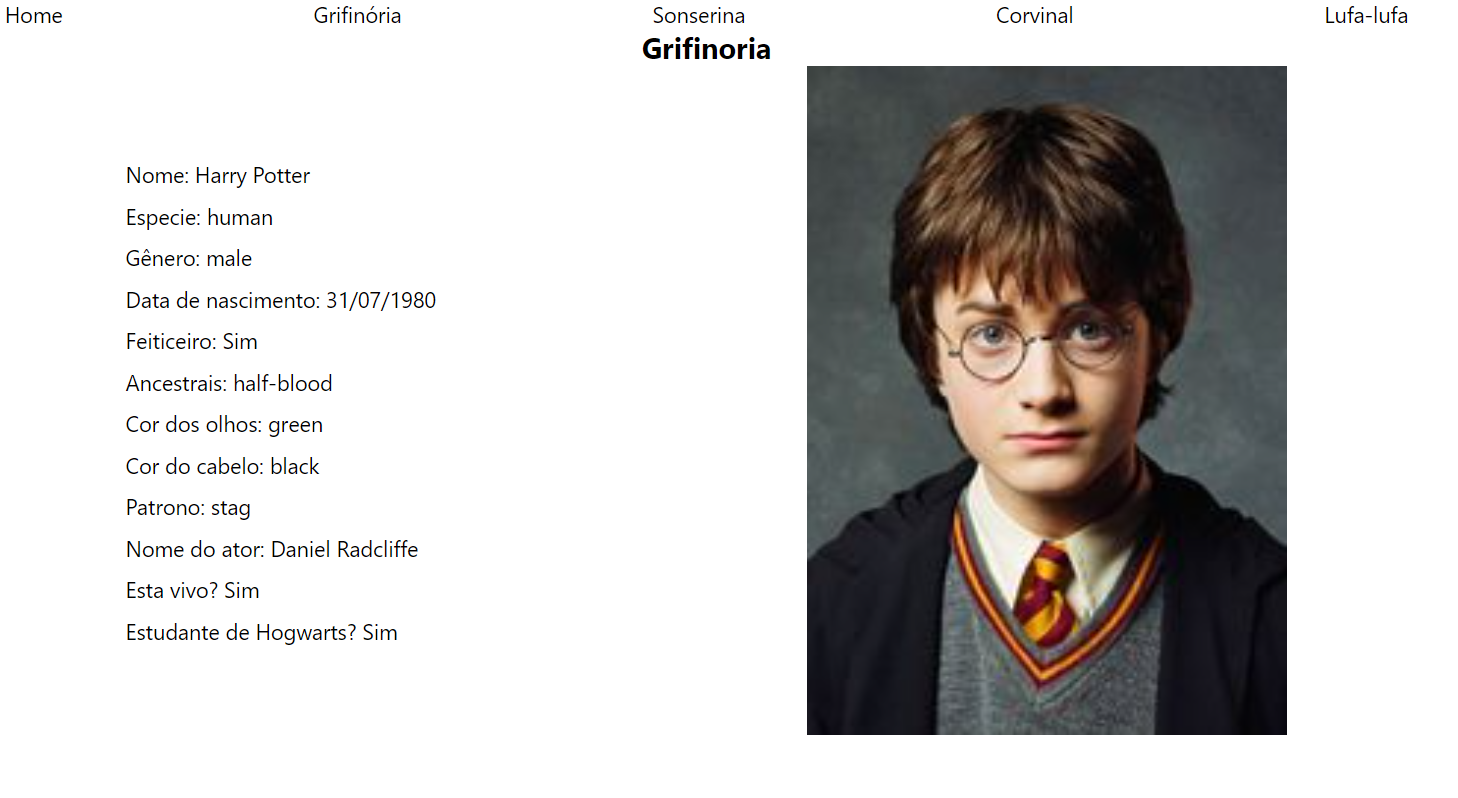 Home Grifinória Sonserina Corvinal Lufa-lufa
Grifinoria
Nome: Harry Potter
Especie: human
Gênero: male
Data de nascimento: 31/07/1980
Feiticeiro: Sim
Ancestrais: half-blood
Cor dos olhos: green
Cor do cabelo: black
Patrono: stag
Nome do ator: Daniel Radcliffe
Esta vivo? Sim
Estudante de Hogwarts? Sim